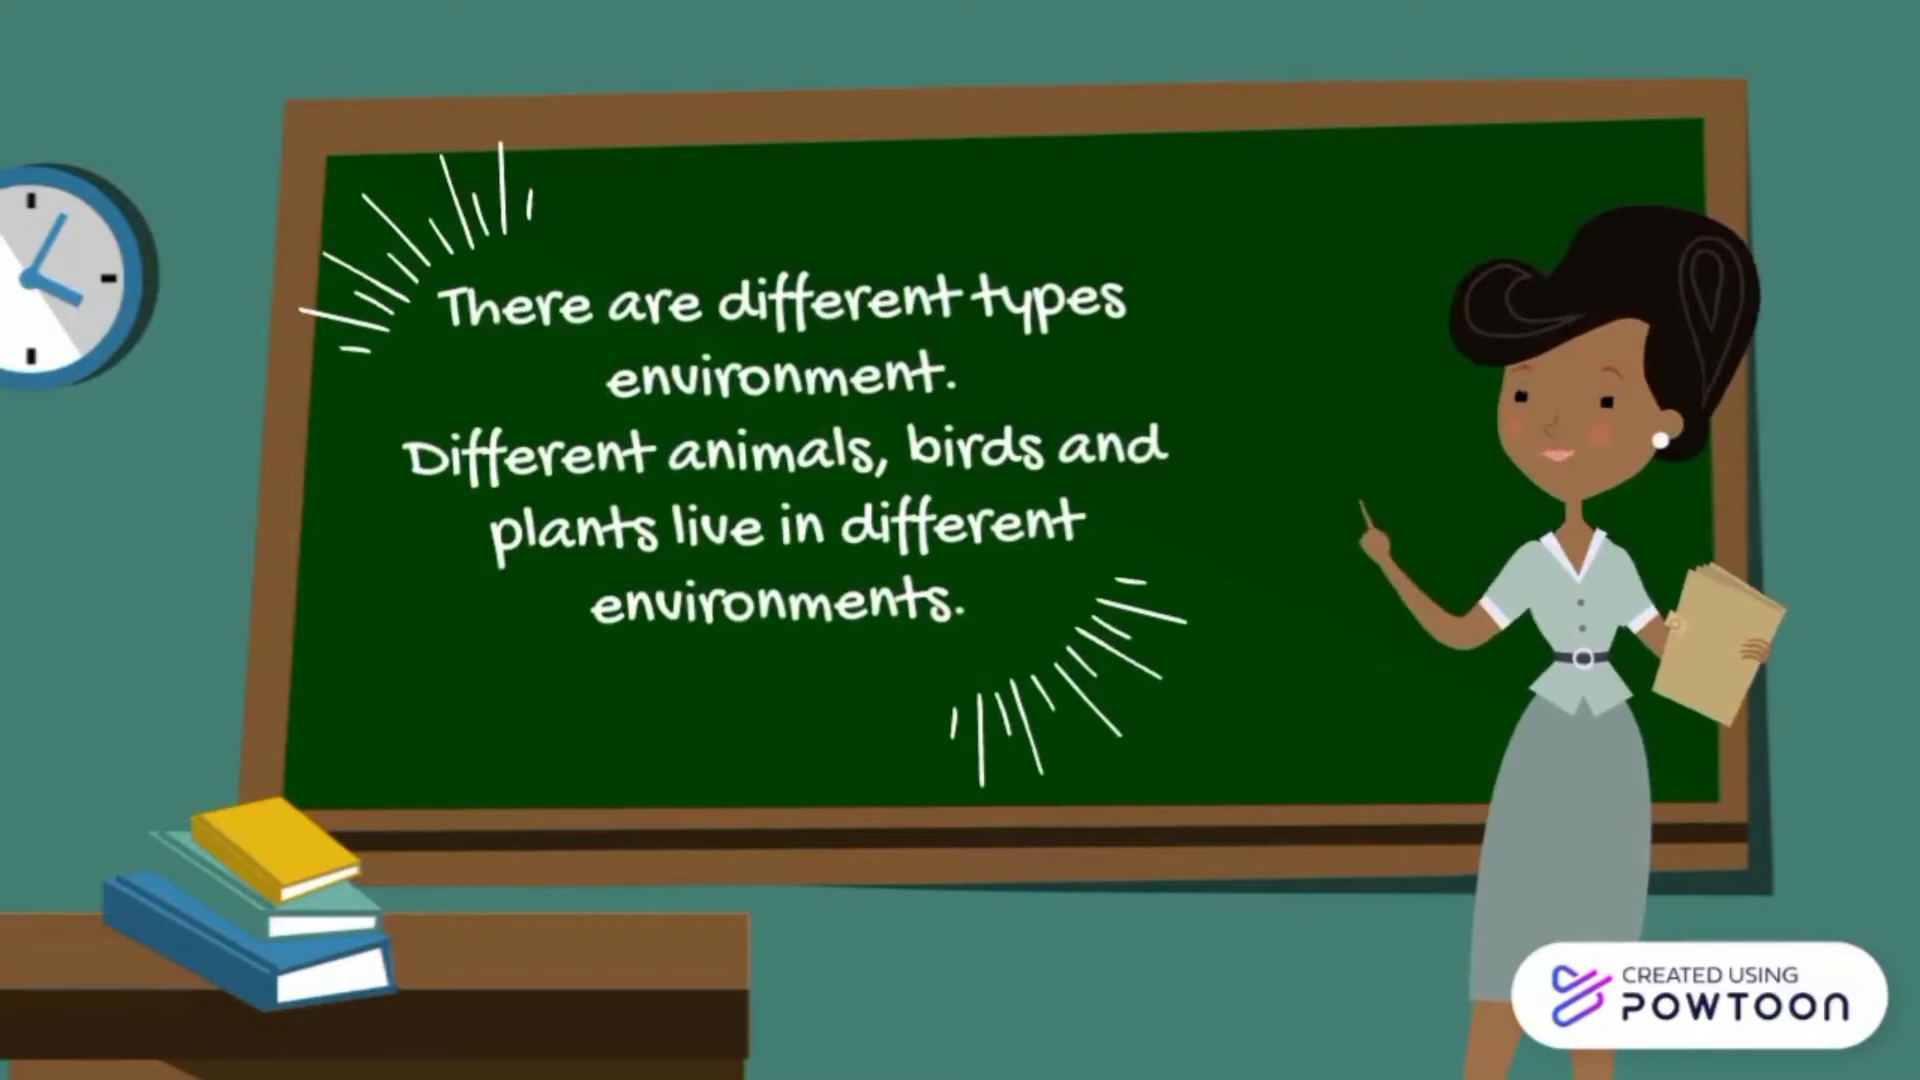 There are different types
environment.
Different animals, birds and
plants live in different
environments.
CREATED USING
POWTOON